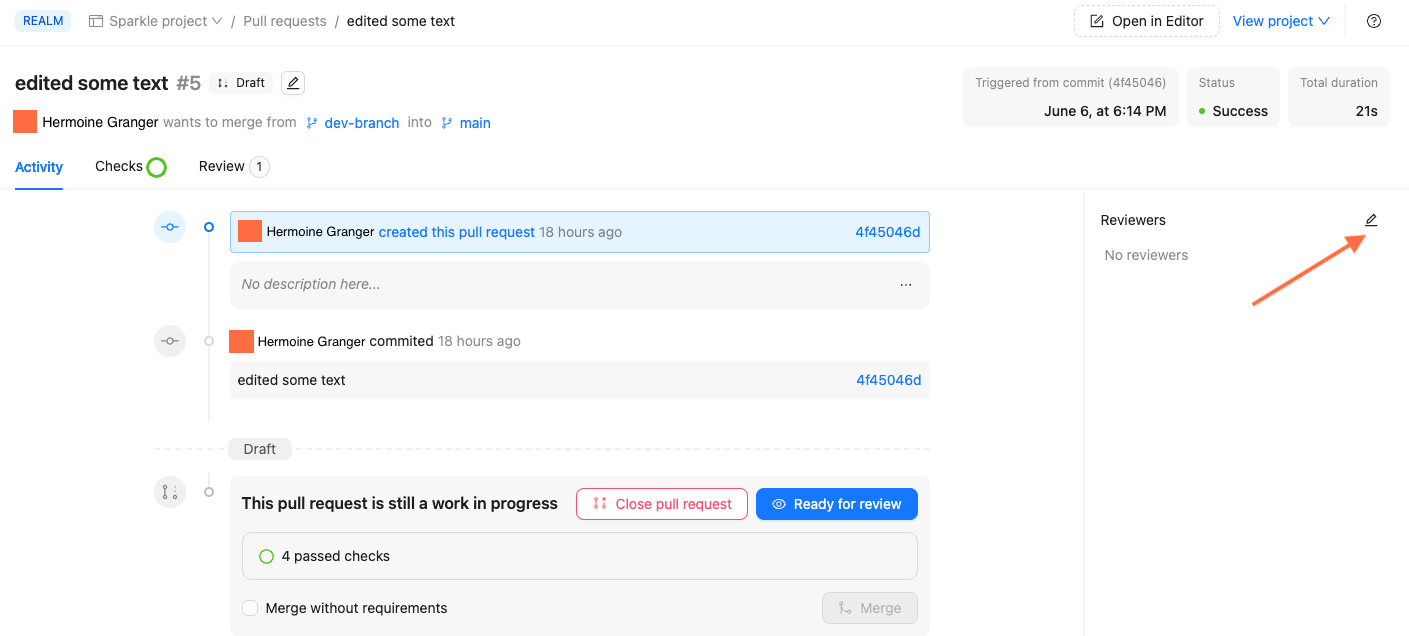 REALM Sparkle project / Pull requests / edited some text Open in Editor View project
edited some text #5 Draft
Triggered from commit (4f45046) Status Total duration
June 6, at 6:14 PM Success 21s
Hermoine Granger wants to merge from dev-branch into main
Activity Checks Review 1
Hermoine Granger created this pull request 18 hours ago 4f45046d
Reviewers
No reviewers
No description here... ...
Hermoine Granger commited 18 hours ago
edited some text 4f45046d
Draft
This pull request is still a work in progress Close pull request Ready for review
4 passed checks
Merge without requirements Merge